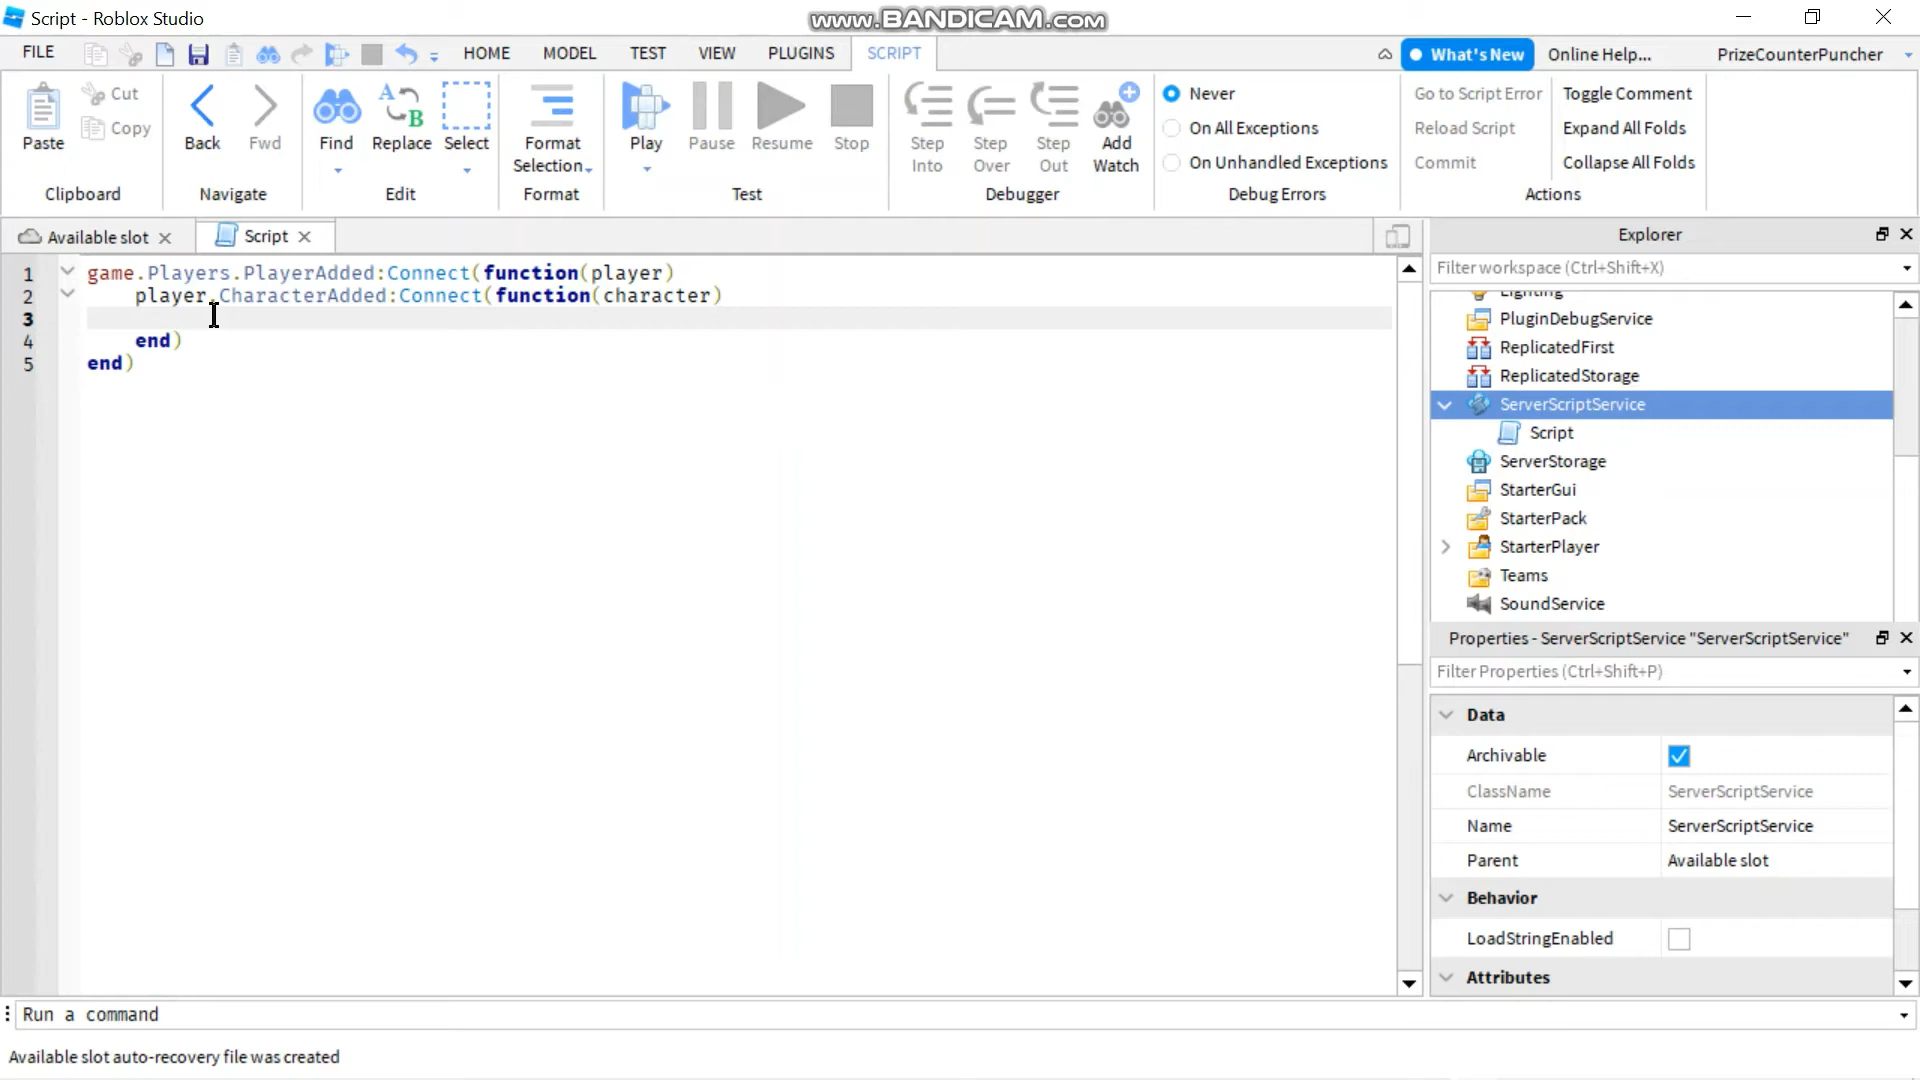 Script - Roblox Studio
www.BANDICAM.com
FILE
HOME
MODEL
TEST
VIEW
PLUGINS
SCRIPT
What's New
Online Help...
PrizeCounterPuncher
Paste
Cut
Copy
Clipboard
Back
Fwd
Navigate
Find
Replace
Select
Edit
Format
Selection
Format
Play
Pause
Resume
Stop
Test
Step
Into
Step
Over
Step
Out
Add
Watch
Debugger
Never
On All Exceptions
On Unhandled Exceptions
Debug Errors
Go to Script Error
Reload Script
Commit
Toggle Comment
Expand All Folds
Collapse All Folds
Actions
Available slot
Script
1 game.Players.PlayerAdded:Connect(function(player)
2 player.CharacterAdded:Connect(function(character)
3
4 end)
5 end)
Explorer
Filter workspace (Ctrl+Shift+X)
Lighting
PluginDebugService
ReplicatedFirst
ReplicatedStorage
ServerScriptService
Script
ServerStorage
StarterGui
StarterPack
StarterPlayer
Teams
SoundService
Properties - ServerScriptService "ServerScriptService"
Filter Properties (Ctrl+Shift+P)
Data
Archivable
ClassName ServerScriptService
Name ServerScriptService
Parent Available slot
Behavior
LoadStringEnabled
Attributes
Run a command
Available slot auto-recovery file was created